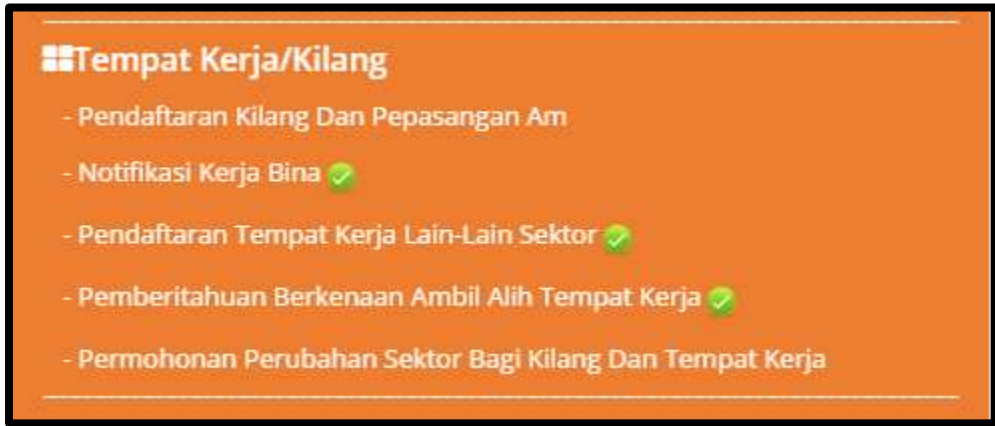 Tempat Kerja/Kilang
- Pendaftaran Kilang Dan Pepasangan Am
- Notifikasi Kerja Bina
- Pendaftaran Tempat Kerja Lain-Lain Sektor
- Pemberitahuan Berkenaan Ambil Alih Tempat Kerja
- Permohonan Perubahan Sektor Bagi Kilang Dan Tempat Kerja